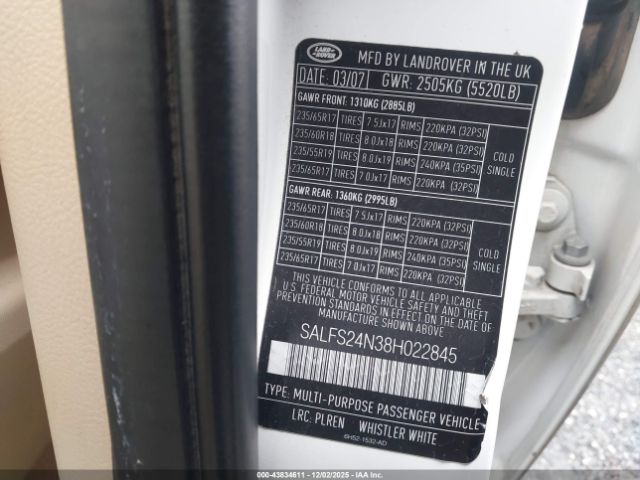 LAND ROVER
MFD BY LANDROVER IN THE UK
DATE: 03/07 GWR: 2505KG (5520LB)
GAWR FRONT: 1310KG (2885LB)
235/65R17 TIRES 7.5Jx17 RIMS 220KPA (32PSI)
235/60R18 TIRES 8.0Jx18 RIMS 220KPA (32PSI)
235/55R19 TIRES 8.0Jx19 RIMS 240KPA (35PSI)
235/65R17 TIRES 7.0Jx17 RIMS 220KPA (32PSI)
COLD SINGLE
GAWR REAR: 1360KG (2995LB)
235/65R17 TIRES 7.5Jx17 RIMS 220KPA (32PSI)
235/60R18 TIRES 8.0Jx18 RIMS 220KPA (32PSI)
235/55R19 TIRES 8.0Jx19 RIMS 240KPA (35PSI)
235/65R17 TIRES 7.0Jx17 RIMS 220KPA (32PSI)
COLD SINGLE
THIS VEHICLE CONFORMS TO ALL APPLICABLE
U.S. FEDERAL MOTOR VEHICLE SAFETY AND THEFT
PREVENTION STANDARDS IN EFFECT ON THE DATE OF
MANUFACTURE SHOWN ABOVE
SALFS24N38H022845
TYPE: MULTI-PURPOSE PASSENGER VEHICLE
LRC: PLREN WHISTLER WHITE
6H52-1532-AD
000-43834611 - 12/02/2025 - IAAI.com